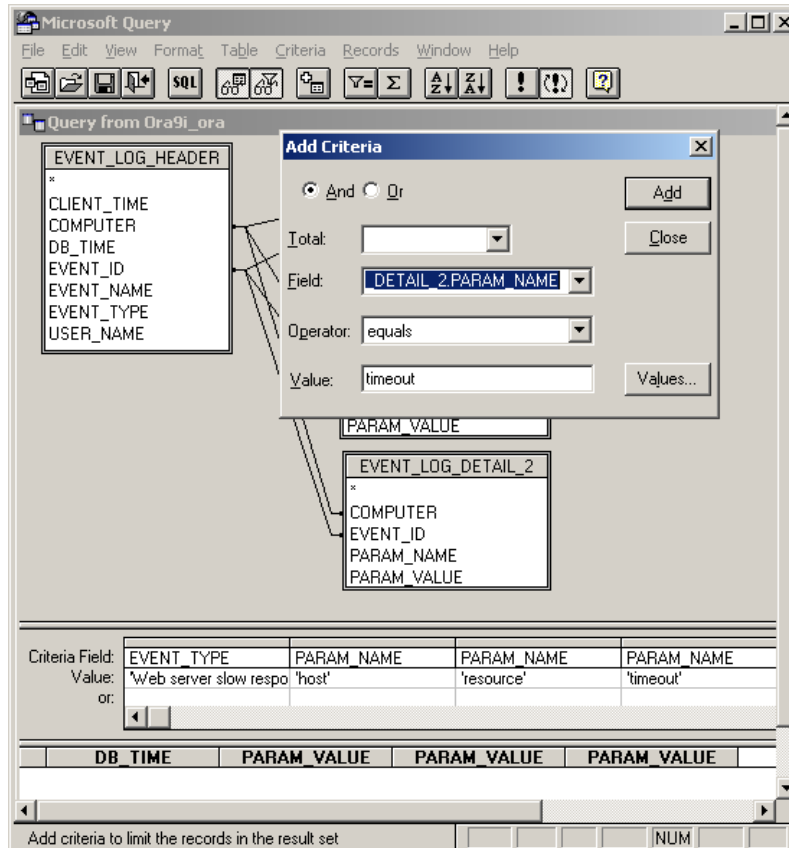 Microsoft Query
File Edit View Format Table Criteria Records Window Help
SQL
Query from Ora9i_ora
EVENT_LOG_HEADER
*
CLIENT_TIME
COMPUTER
DB_TIME
EVENT_ID
EVENT_NAME
EVENT_TYPE
USER_NAME
Add Criteria
And Or
Add
Total:
Close
Field: _DETAIL_2.PARAM_NAME
Operator: equals
Value: timeout
Values...
PARAM_VALUE
EVENT_LOG_DETAIL_2
*
COMPUTER
EVENT_ID
PARAM_NAME
PARAM_VALUE
Criteria Field: EVENT_TYPE PARAM_NAME PARAM_NAME PARAM_NAME
Value: 'Web server slow respo 'host' 'resource' 'timeout'
or:
DB_TIME PARAM_VALUE PARAM_VALUE PARAM_VALUE
Add criteria to limit the records in the result set NUM